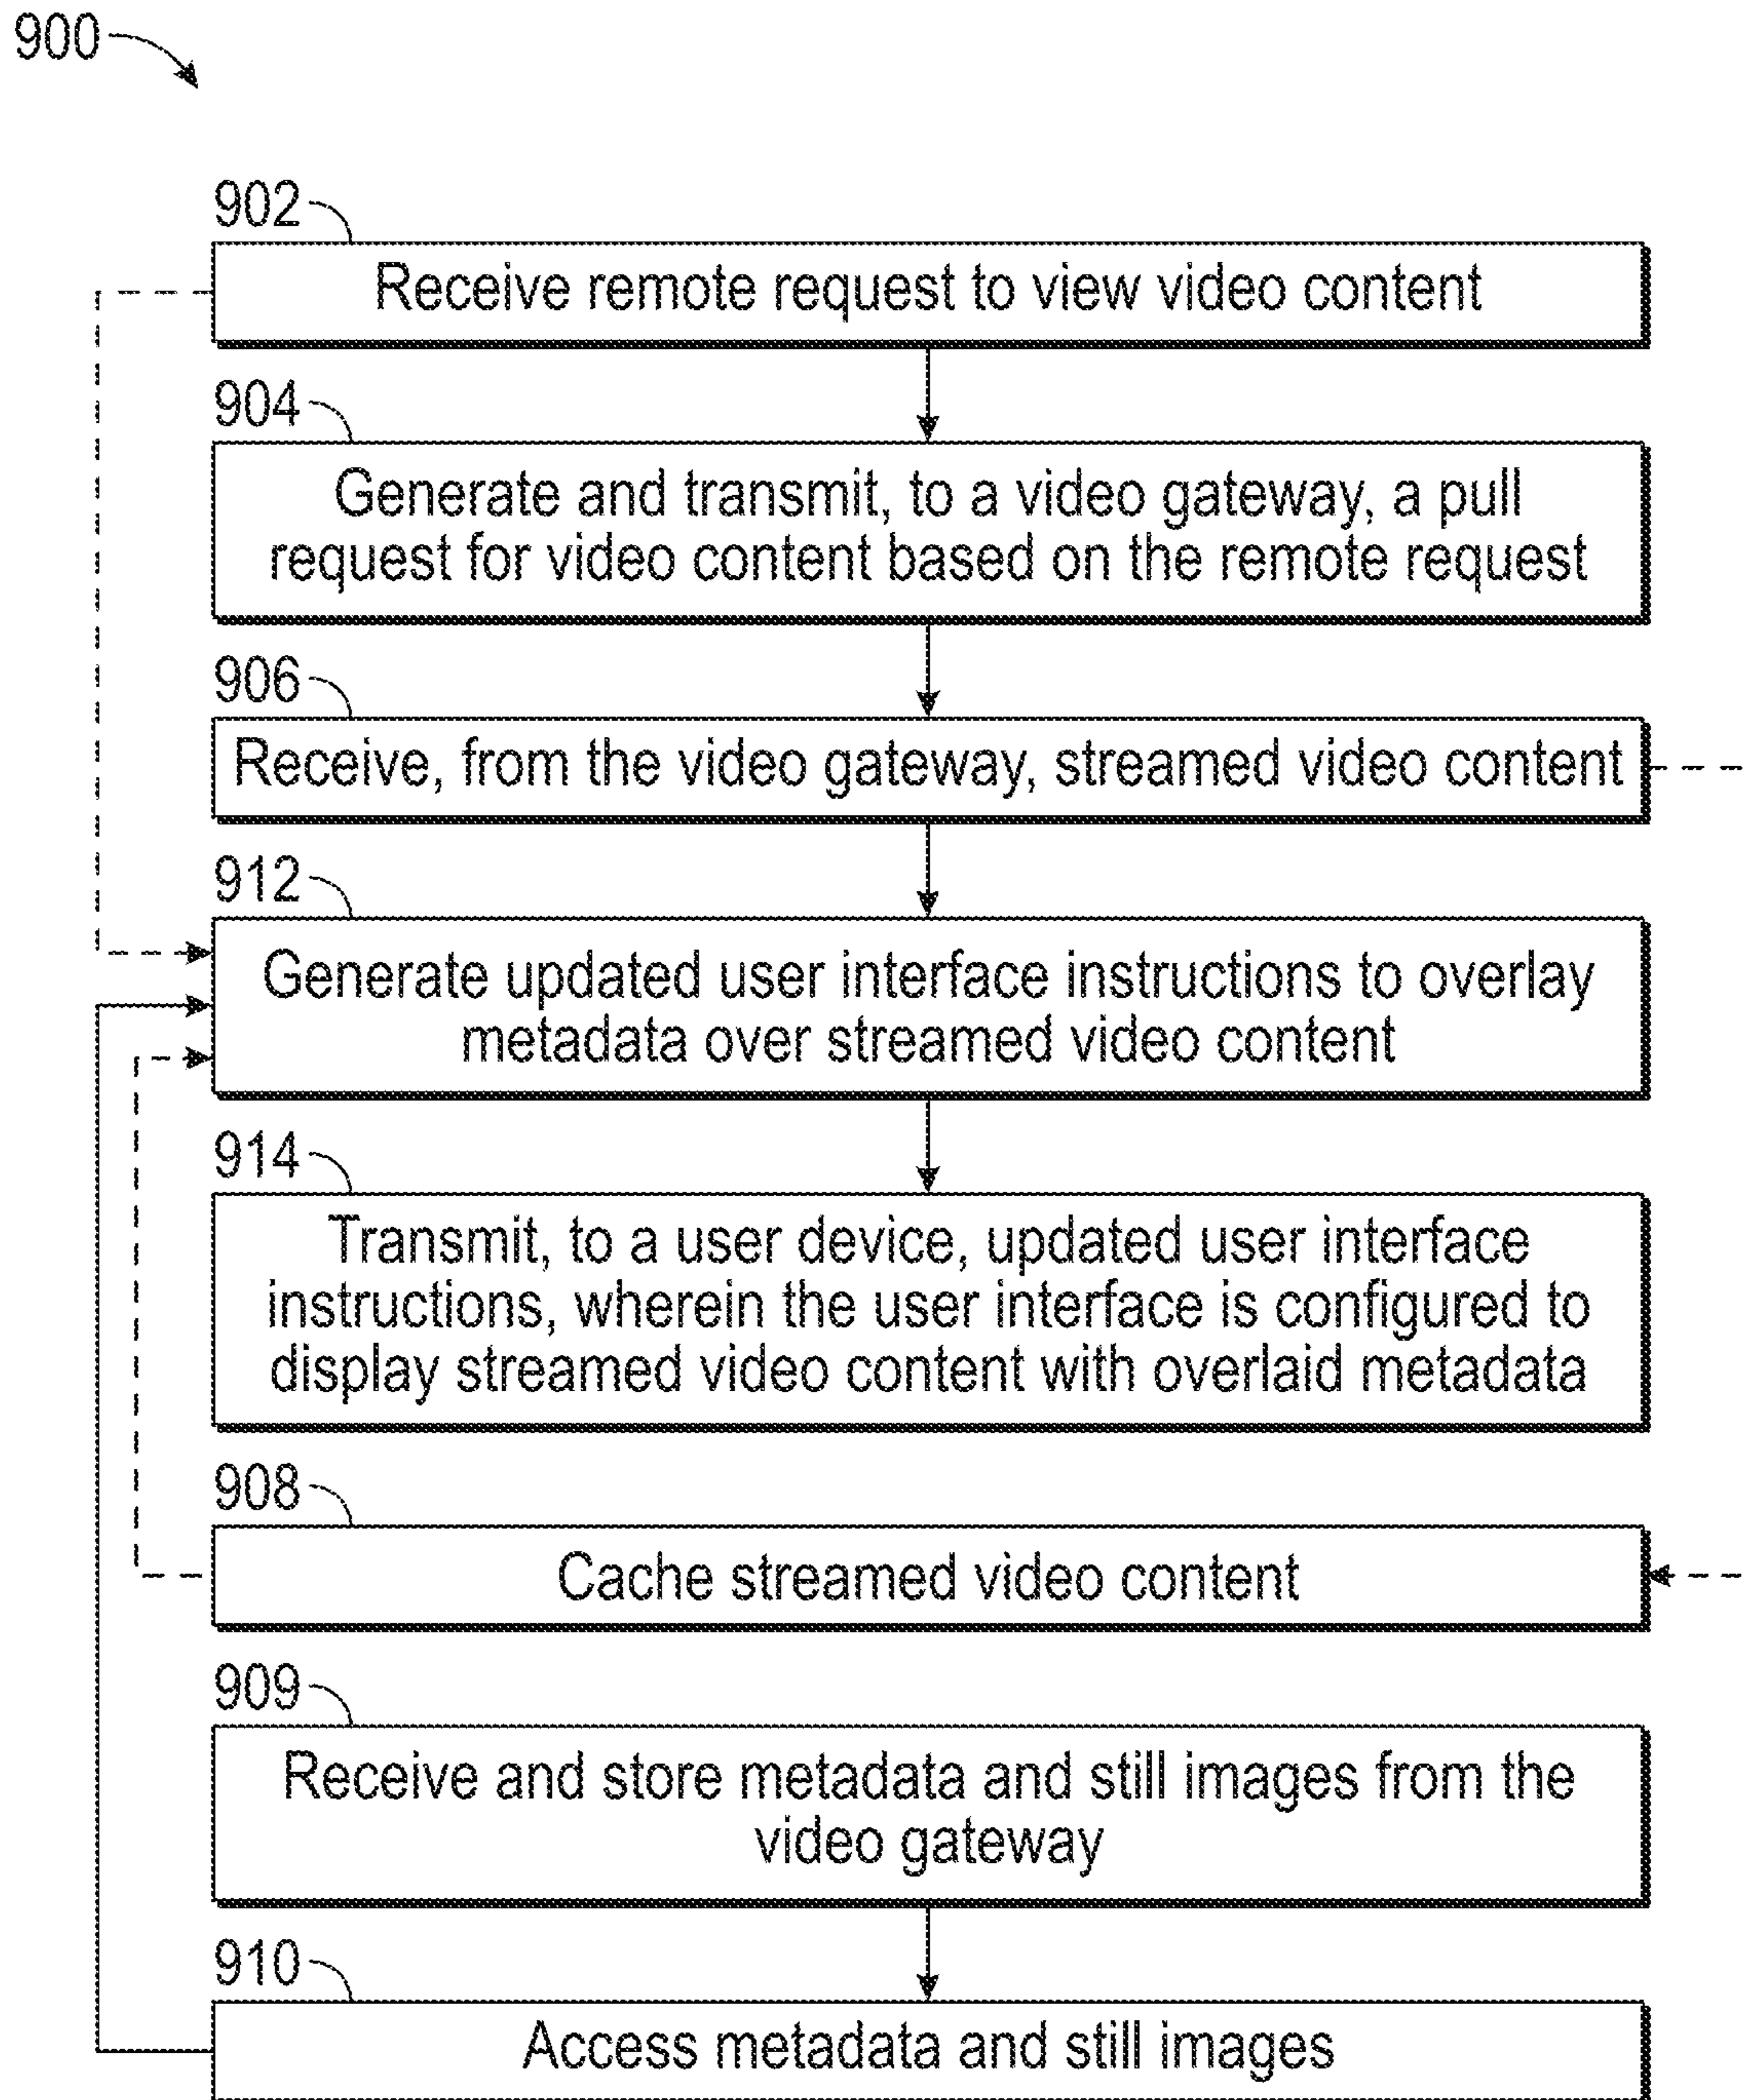 900
902
Receive remote request to view video content
904
Generate and transmit, to a video gateway, a pull
request for video content based on the remote request
906
Receive, from the video gateway, streamed video content
912
Generate updated user interface instructions to overlay
metadata over streamed video content
914
Transmit, to a user device, updated user interface
instructions, wherein the user interface is configured to
display streamed video content with overlaid metadata
908
Cache streamed video content
909
Receive and store metadata and still images from the
video gateway
910
Access metadata and still images